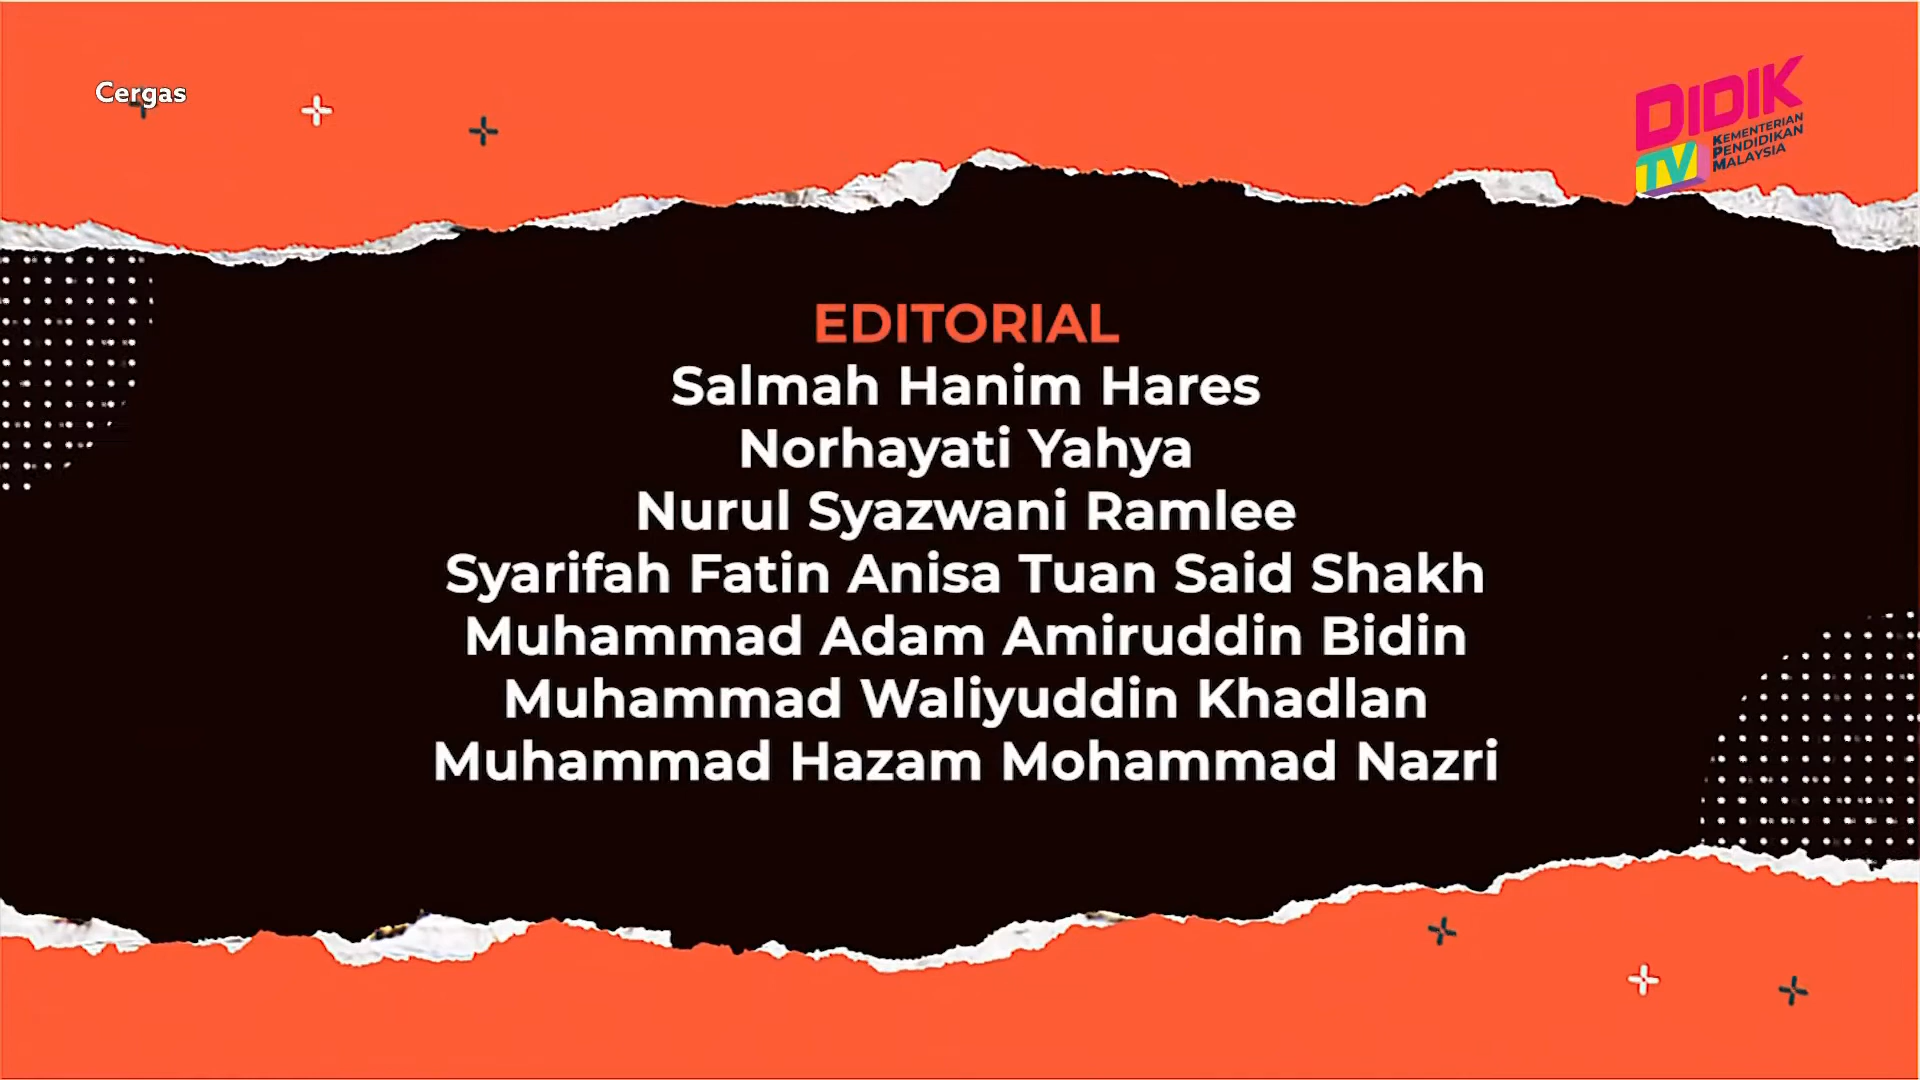 Cergas
DIDIK
TV
KEMENTERIAN
PENDIDIKAN
MALAYSIA
EDITORIAL
Salmah Hanim Hares
Norhayati Yahya
Nurul Syazwani Ramlee
Syarifah Fatin Anisa Tuan Said Shakh
Muhammad Adam Amiruddin Bidin
Muhammad Waliyuddin Khadlan
Muhammad Hazam Mohammad Nazri